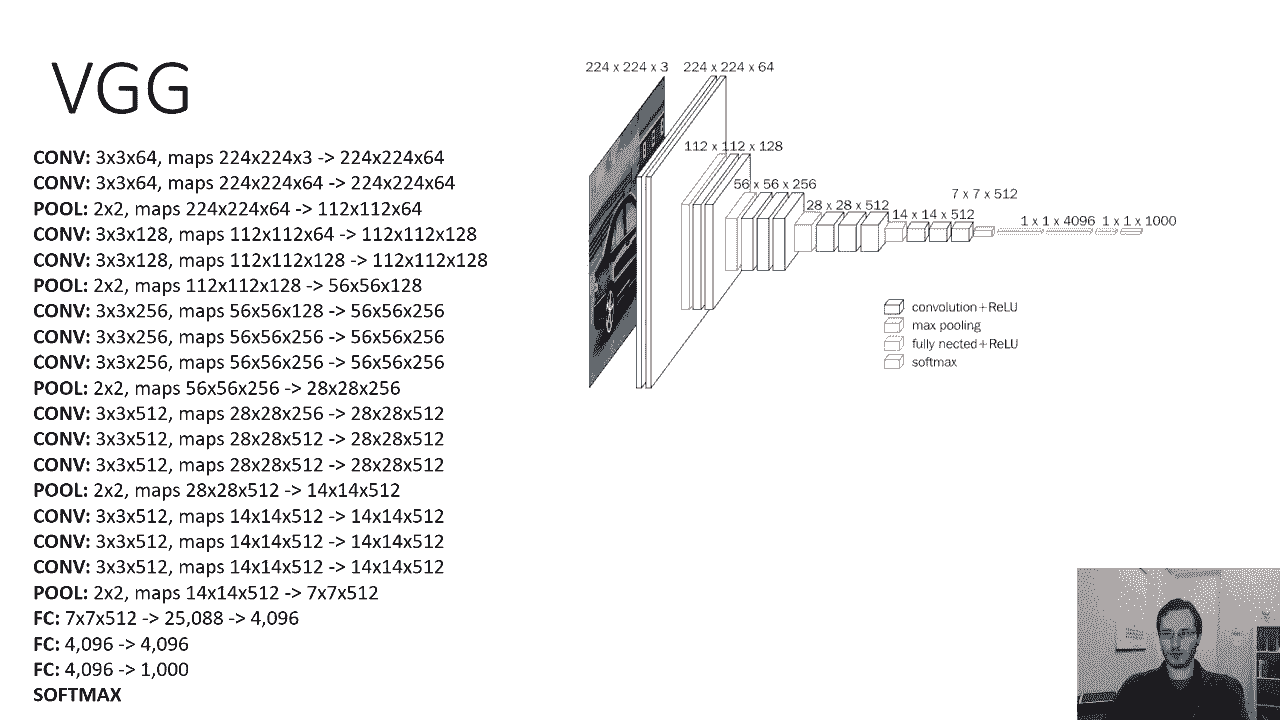 VGG
CONV: 3x3x64, maps 224x224x3 -> 224x224x64
CONV: 3x3x64, maps 224x224x64 -> 224x224x64
POOL: 2x2, maps 224x224x64 -> 112x112x64
CONV: 3x3x128, maps 112x112x64 -> 112x112x128
CONV: 3x3x128, maps 112x112x128 -> 112x112x128
POOL: 2x2, maps 112x112x128 -> 56x56x128
CONV: 3x3x256, maps 56x56x128 -> 56x56x256
CONV: 3x3x256, maps 56x56x256 -> 56x56x256
CONV: 3x3x256, maps 56x56x256 -> 56x56x256
POOL: 2x2, maps 56x56x256 -> 28x28x256
CONV: 3x3x512, maps 28x28x256 -> 28x28x512
CONV: 3x3x512, maps 28x28x512 -> 28x28x512
CONV: 3x3x512, maps 28x28x512 -> 28x28x512
POOL: 2x2, maps 28x28x512 -> 14x14x512
CONV: 3x3x512, maps 14x14x512 -> 14x14x512
CONV: 3x3x512, maps 14x14x512 -> 14x14x512
CONV: 3x3x512, maps 14x14x512 -> 14x14x512
POOL: 2x2, maps 14x14x512 -> 7x7x512
FC: 7x7x512 -> 25,088 -> 4,096
FC: 4,096 -> 4,096
FC: 4,096 -> 1,000
SOFTMAX
224 x 224 x 3 224 x 224 x 64
112 x 112 x 128
56 x 56 x 256
28 x 28 x 512
14 x 14 x 512
7 x 7 x 512
1 x 1 x 4096 1 x 1 x 1000
convolution+ReLU
max pooling
fully nected+ReLU
softmax